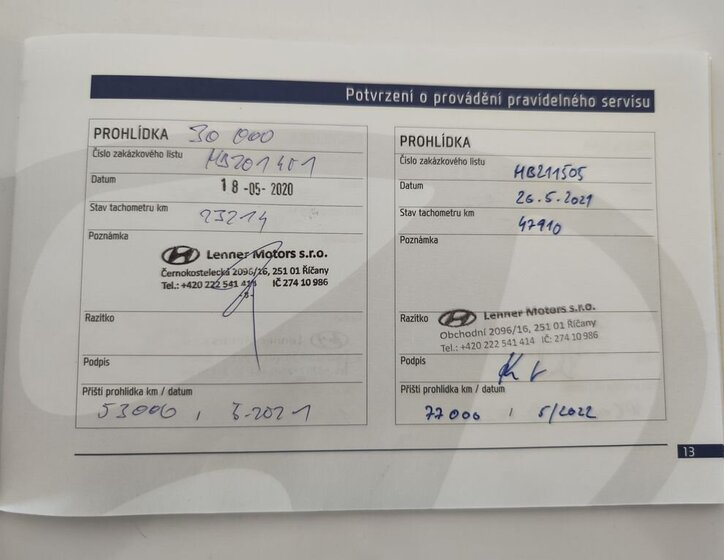 Potvrzení o provádění pravidelného servisu
PROHLÍDKA 30 000
Číslo zakázkového listu MB201401
Datum 18-05-2020
Stav tachometru km 23214
Poznámka
Lenner Motors s.r.o.
Černokostelecká 2096/16, 251 01 Říčany
Tel.: +420 222 541 414 IČ 274 10 986
-8-
Razítko
Podpis
Příští prohlídka km / datum
53000, 5.2021
PROHLÍDKA
Číslo zakázkového listu MB211505
Datum 26.5.2021
Stav tachometru km 47910
Poznámka
Razítko
Lenner Motors s.r.o.
Obchodní 2096/16, 251 01 Říčany
Tel.: +420 222 541 414 IČ: 274 10 986
Podpis
Příští prohlídka km / datum
77000, 5/2022
13